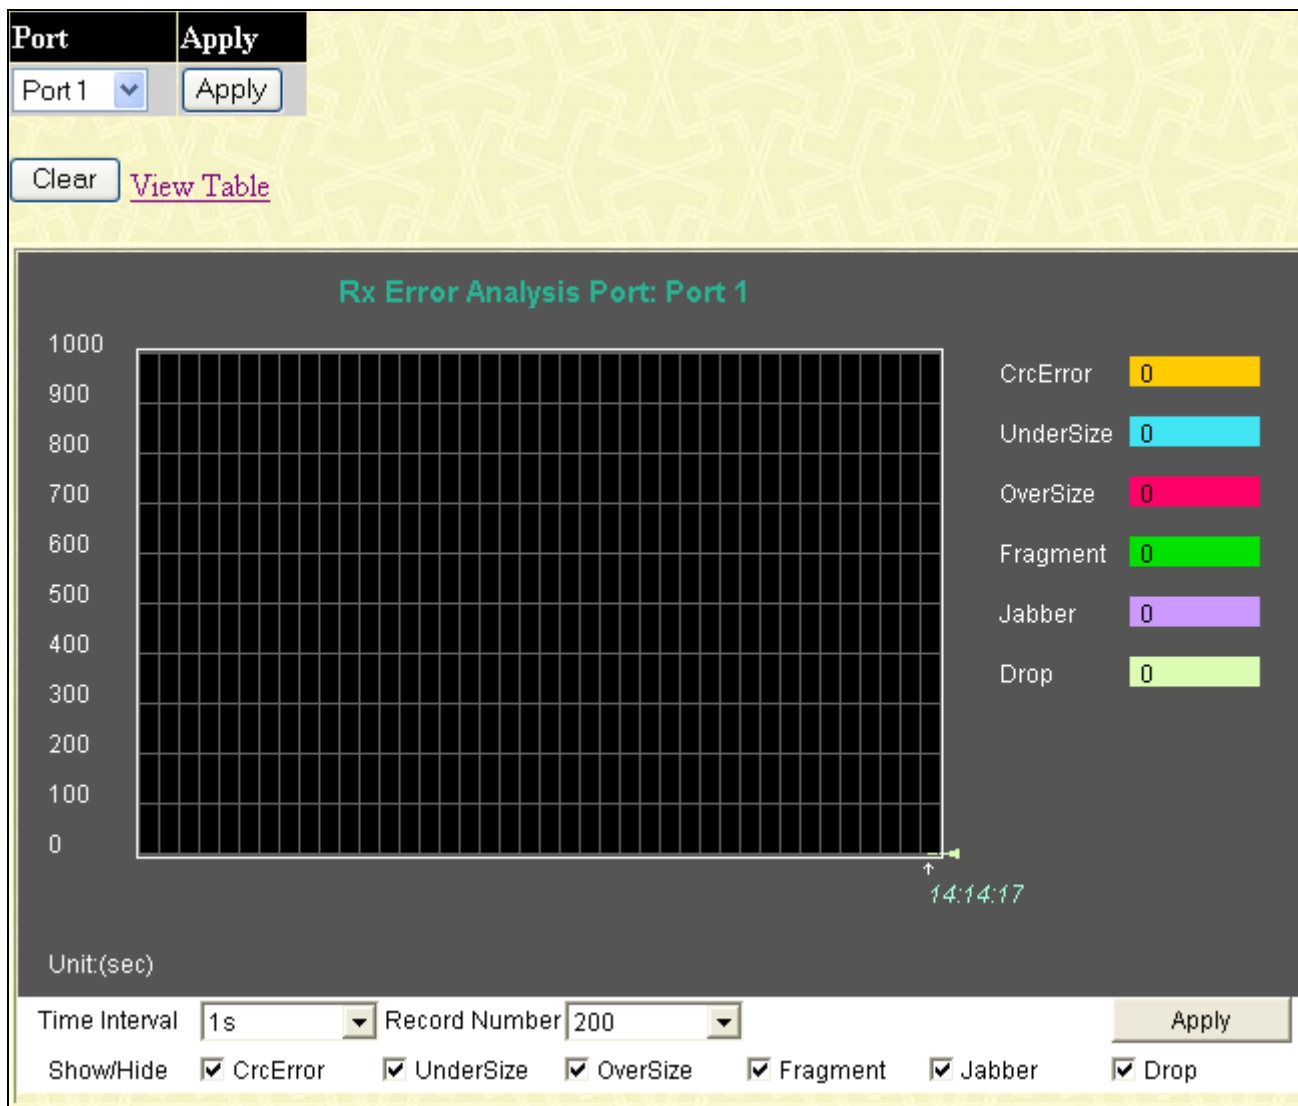 Port Apply
Port 1 Apply
Clear View Table
Rx Error Analysis Port: Port 1
1000
900
800
700
600
500
400
300
200
100
0
CrcError 0
UnderSize 0
OverSize 0
Fragment 0
Jabber 0
Drop 0
14:14:17
Unit:(sec)
Time Interval 1s Record Number 200 Apply
Show/Hide CrcError UnderSize OverSize Fragment Jabber Drop